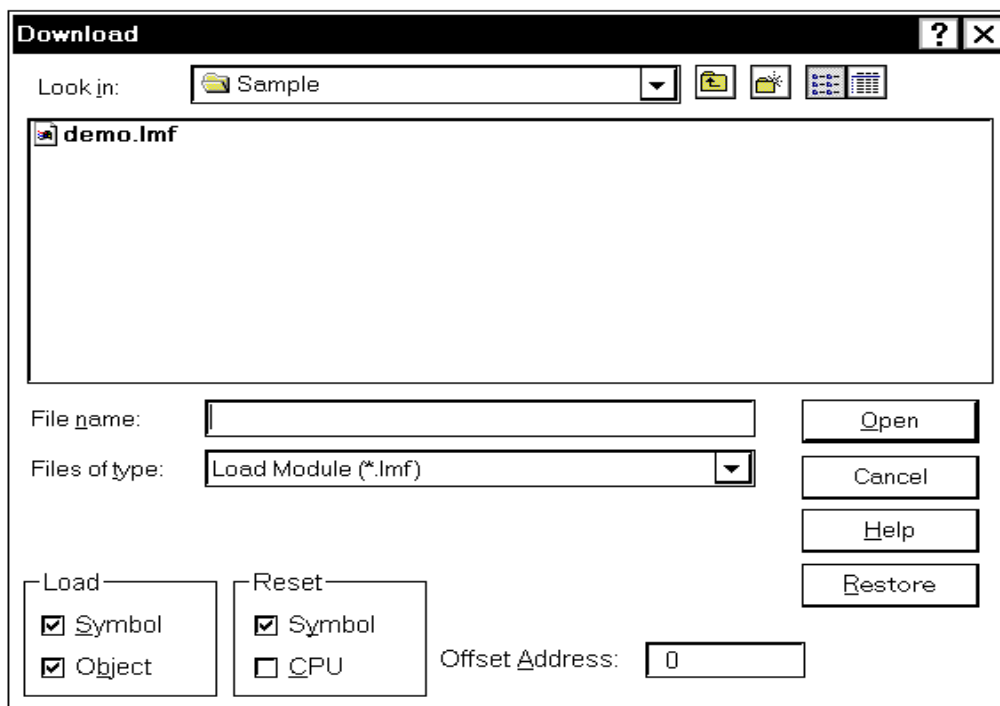 Download
?
Look in:
Sample
demo.lmf
File name:
Open
Files of type:
Load Module (*.lmf)
Cancel
Help
Restore
Load
Symbol
Object
Reset
Symbol
CPU
Offset Address:
0